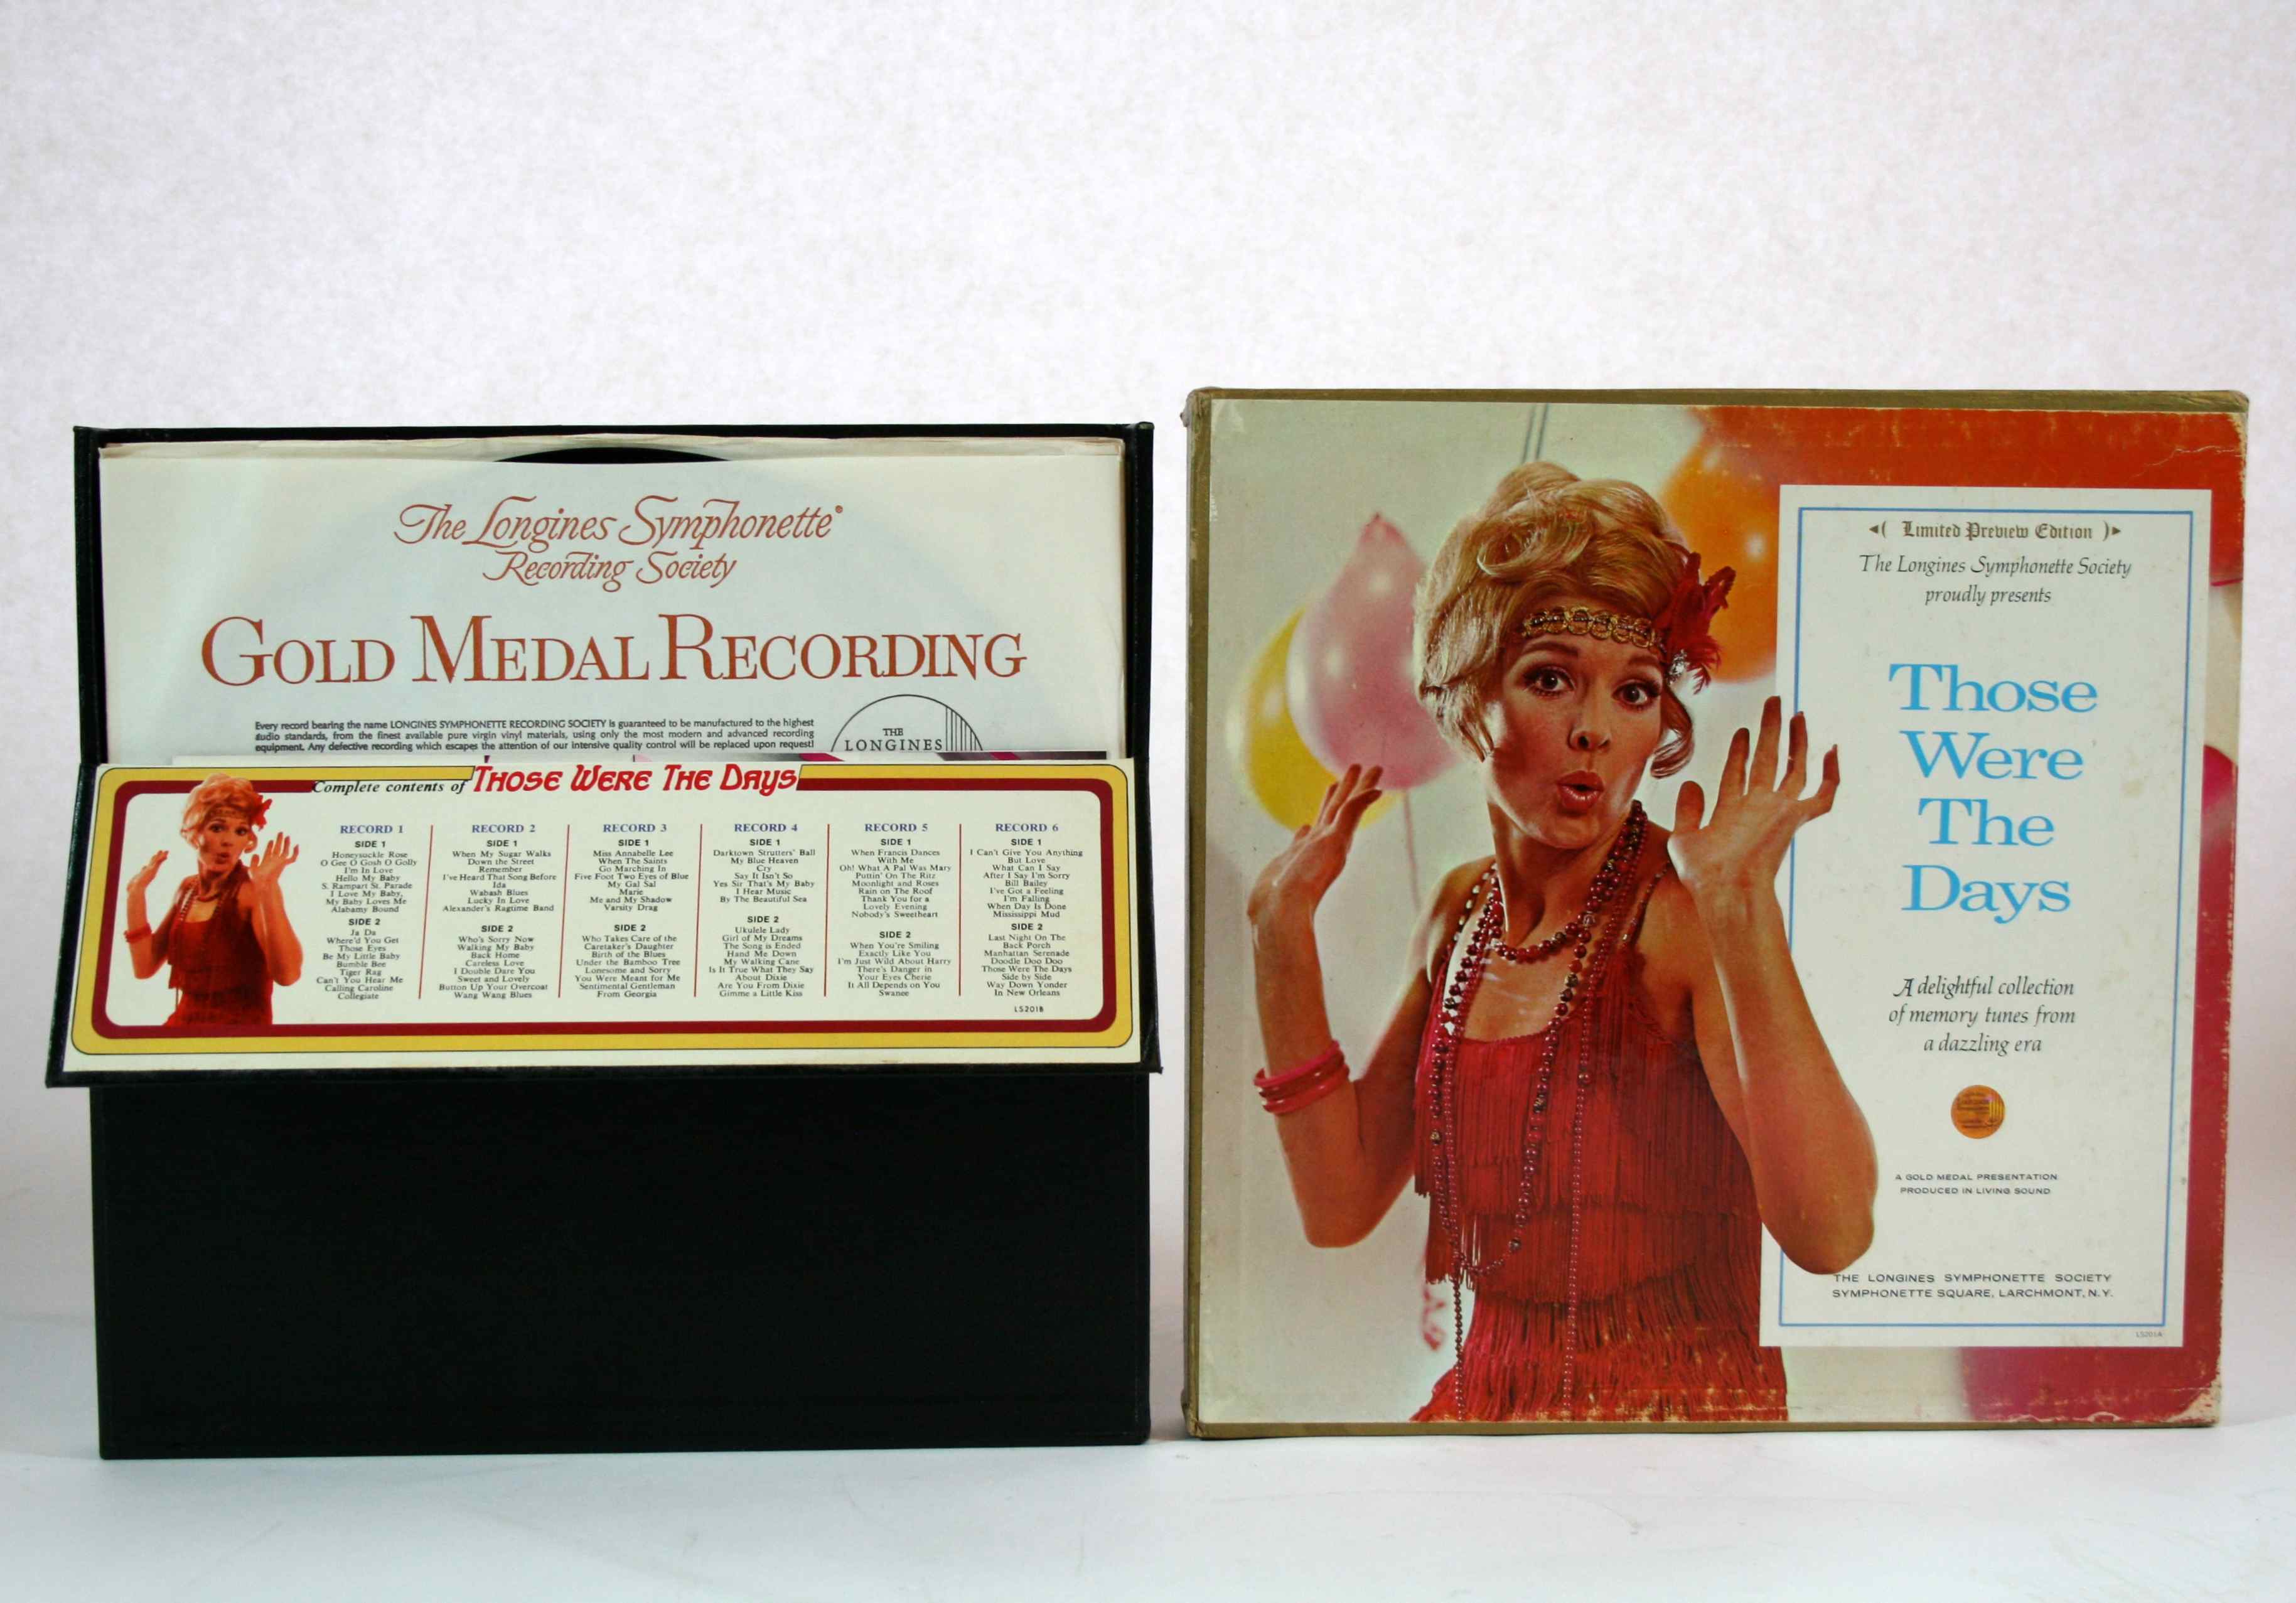 The Longines Symphonette®
Recording Society
GOLD MEDAL RECORDING
Every record bearing the name LONGINES SYMPHONETTE RECORDING SOCIETY is guaranteed to be manufactured to the highest
audio standards, from the finest available pure virgin vinyl materials, using only the most modern and advanced recording
equipment. Any defective recording which escapes the attention of our intensive quality control will be replaced upon request!
THE
LONGINES
Complete contents of THOSE WERE THE DAYS
RECORD 1
SIDE 1
Honeysuckle Rose
O Gee O Gosh O Golly
I'm In Love
Hello My Baby
S. Rampart St. Parade
I Love My Baby,
My Baby Loves Me
Alabamy Bound
SIDE 2
Ja Da
Where'd You Get
Those Eyes
Be My Little Baby
Bumble Bee
Tiger Rag
Can't You Hear Me
Calling Caroline
Collegiate
RECORD 2
SIDE 1
When My Sugar Walks
Down the Street
Remember
I've Heard That Song Before
Ida
Wabash Blues
Lucky In Love
Alexander's Ragtime Band
SIDE 2
Who's Sorry Now
Walking My Baby
Back Home
Careless Love
I Double Dare You
Sweet and Lovely
Button Up Your Overcoat
Wang Wang Blues
RECORD 3
SIDE 1
Miss Annabelle Lee
When The Saints
Go Marching In
Five Foot Two Eyes of Blue
My Gal Sal
Marie
Me and My Shadow
Varsity Drag
SIDE 2
Who Takes Care of the
Caretaker's Daughter
Birth of the Blues
Under the Bamboo Tree
Lonesome and Sorry
You Were Meant for Me
Sentimental Gentleman
From Georgia
RECORD 4
SIDE 1
Darktown Strutters' Ball
My Blue Heaven
Cry
Say It Isn't So
Yes Sir That's My Baby
I Hear Music
By The Beautiful Sea
SIDE 2
Ukulele Lady
Girl of My Dreams
The Song is Ended
Hand Me Down
My Walking Cane
Is It True What They Say
About Dixie
Are You From Dixie
Gimme a Little Kiss
RECORD 5
SIDE 1
When Francis Dances
With Me
Oh! What A Pal Was Mary
Puttin' On The Ritz
Moonlight and Roses
Rain on The Roof
Thank You for a
Lovely Evening
Nobody's Sweetheart
SIDE 2
When You're Smiling
Exactly Like You
I'm Just Wild About Harry
There's Danger in
Your Eyes Cherie
It All Depends on You
Swanee
RECORD 6
SIDE 1
I Can't Give You Anything
But Love
What Can I Say
After I Say I'm Sorry
Bill Bailey
I've Got a Feeling
I'm Falling
When Day Is Done
Mississippi Mud
SIDE 2
Last Night On The
Back Porch
Manhattan Serenade
Doodle Doo Doo
Those Were The Days
Side by Side
Way Down Yonder
In New Orleans
LS201B
Limited Preview Edition
The Longines Symphonette Society
proudly presents
Those
Were
The
Days
A delightful collection
of memory tunes from
a dazzling era
A GOLD MEDAL PRESENTATION
PRODUCED IN LIVING SOUND
THE LONGINES SYMPHONETTE SOCIETY
SYMPHONETTE SQUARE, LARCHMONT, N.Y.
LS201A